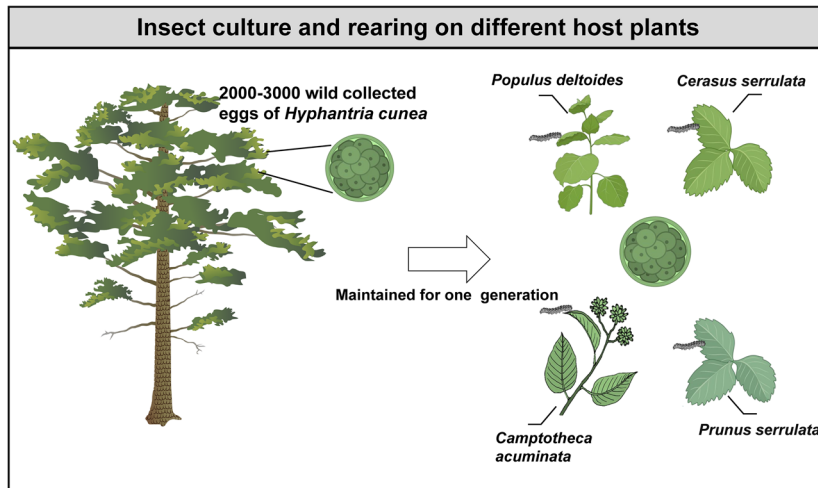 Insect culture and rearing on different host plants
2000-3000 wild collected
eggs of Hyphantria cunea
Populus deltoides
Cerasus serrulata
Maintained for one generation
Camptotheca
acuminata
Prunus serrulata